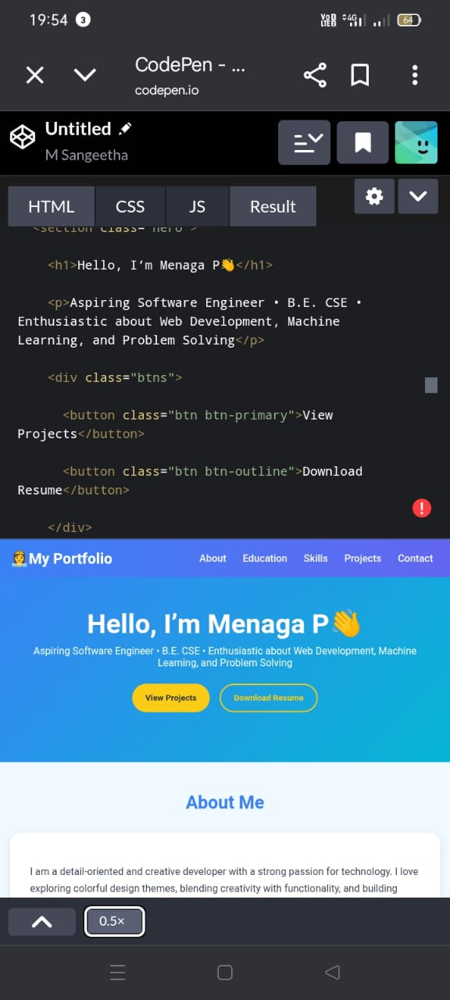 19:54 3 VoD LTE2 4G 64
CodePen - ...
codepen.io
Untitled
M Sangeetha
HTML CSS JS Result
<section class="hero">
<h1>Hello, I’m Menaga P👋</h1>
<p>Aspiring Software Engineer • B.E. CSE •
Enthusiastic about Web Development, Machine
Learning, and Problem Solving</p>
<div class="btns">
<button class="btn btn-primary">View
Projects</button>
<button class="btn btn-outline">Download
Resume</button>
</div>
👩‍💼My Portfolio About Education Skills Projects Contact
Hello, I’m Menaga P👋
Aspiring Software Engineer • B.E. CSE • Enthusiastic about Web Development, Machine
Learning, and Problem Solving
View Projects Download Resume
About Me
I am a detail-oriented and creative developer with a strong passion for technology. I love
exploring colorful design themes, blending creativity with functionality, and building
0.5×